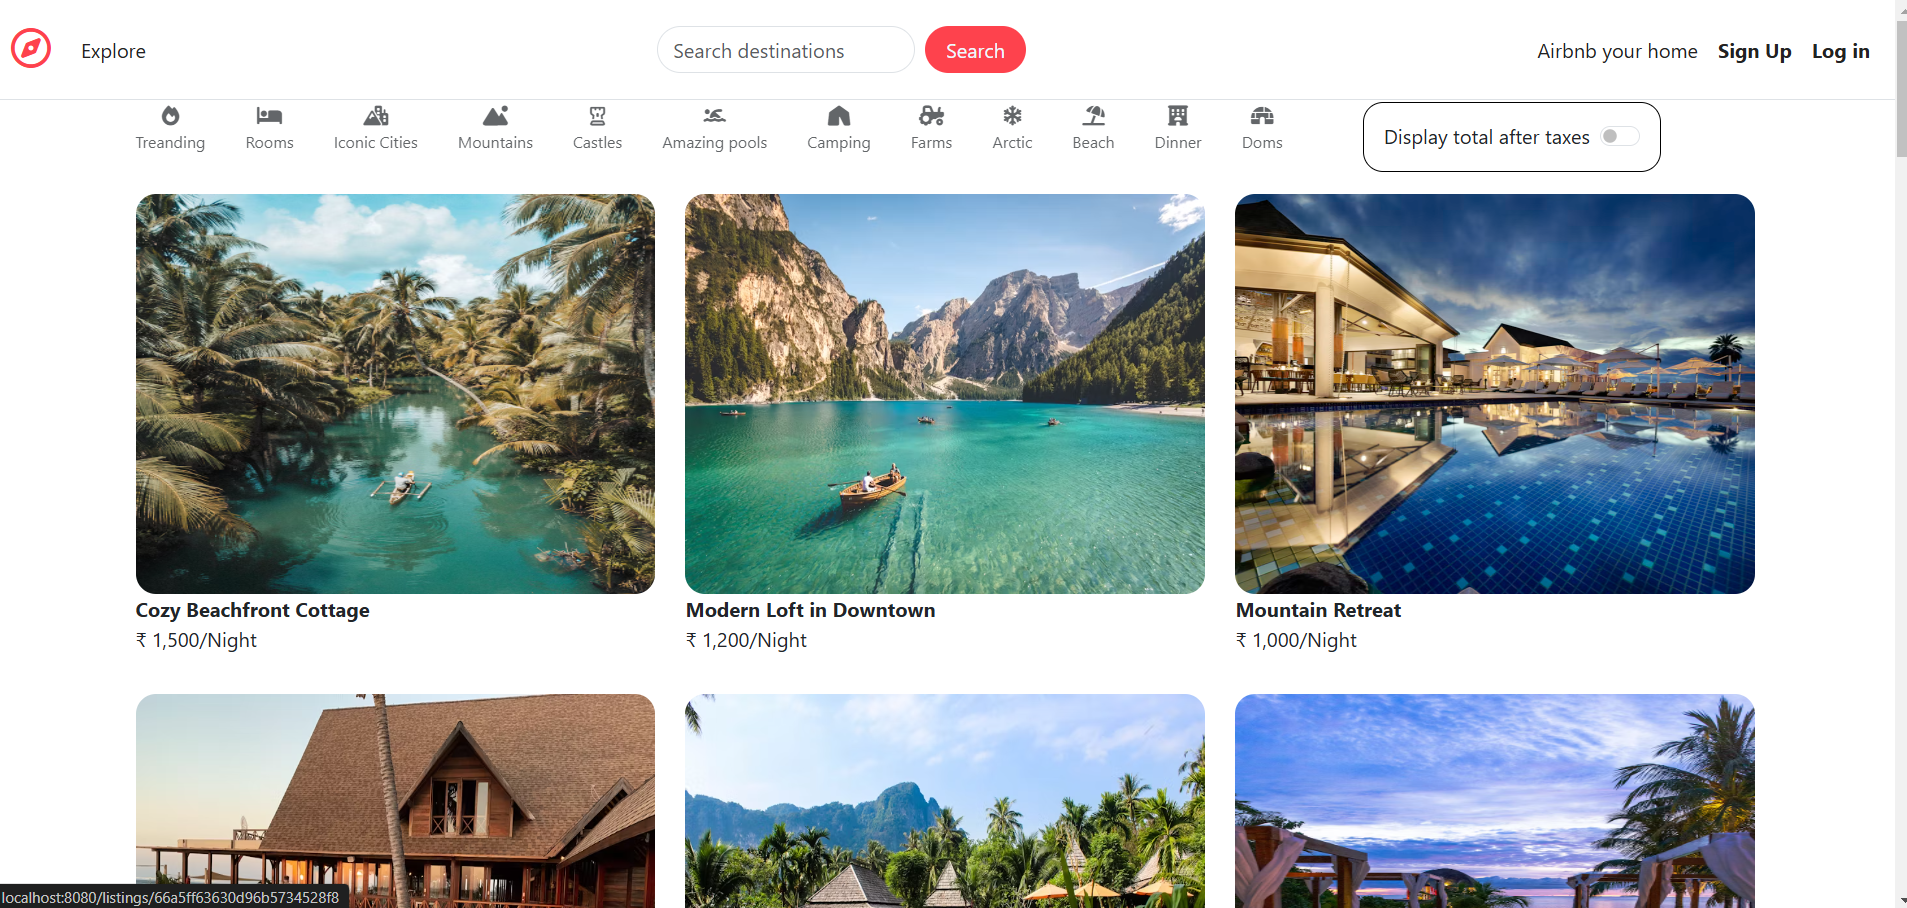 Explore
Search destinations
Search
Airbnb your home
Sign Up
Log in
Treanding
Rooms
Iconic Cities
Mountains
Castles
Amazing pools
Camping
Farms
Arctic
Beach
Dinner
Doms
Display total after taxes
Cozy Beachfront Cottage
₹ 1,500/Night
Modern Loft in Downtown
₹ 1,200/Night
Mountain Retreat
₹ 1,000/Night
localhost:8080/listings/66a5ff63630d96b5734528f8